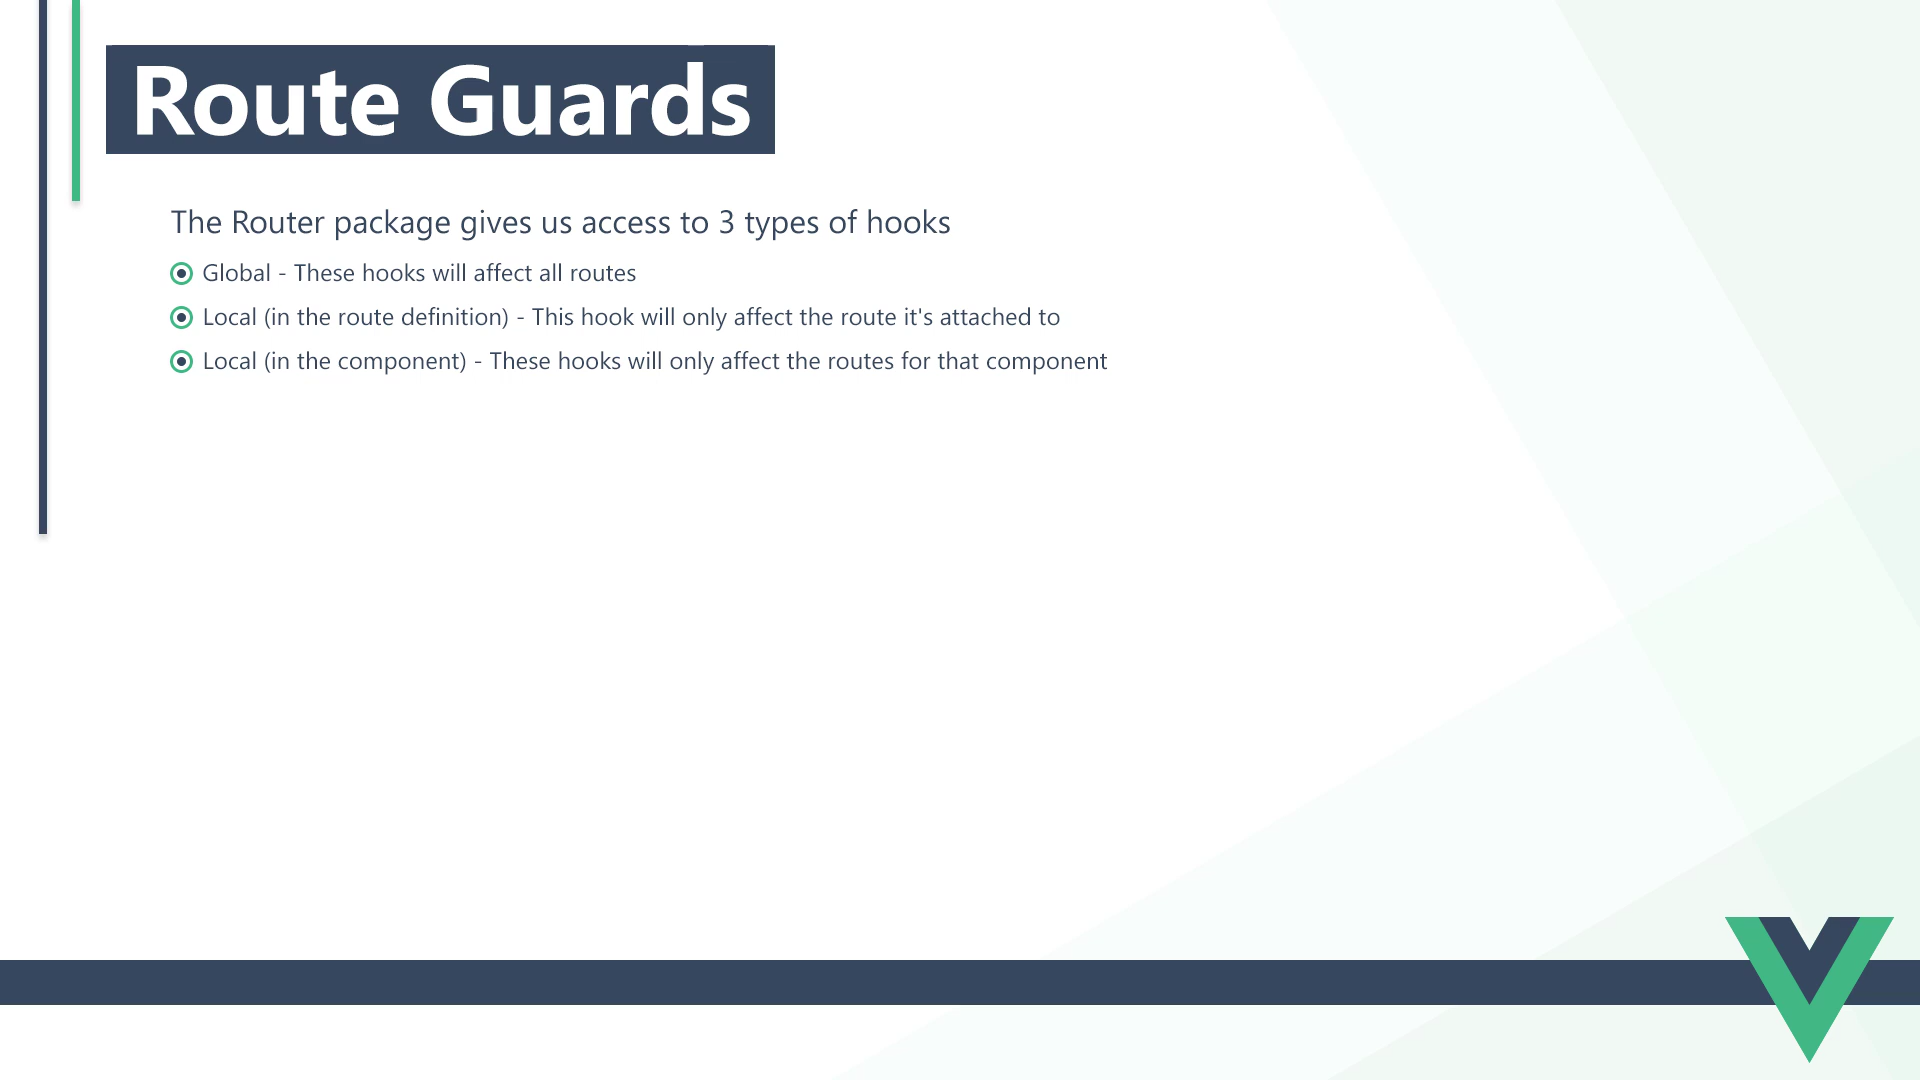 Route Guards
The Router package gives us access to 3 types of hooks
Global - These hooks will affect all routes
Local (in the route definition) - This hook will only affect the route it's attached to
Local (in the component) - These hooks will only affect the routes for that component